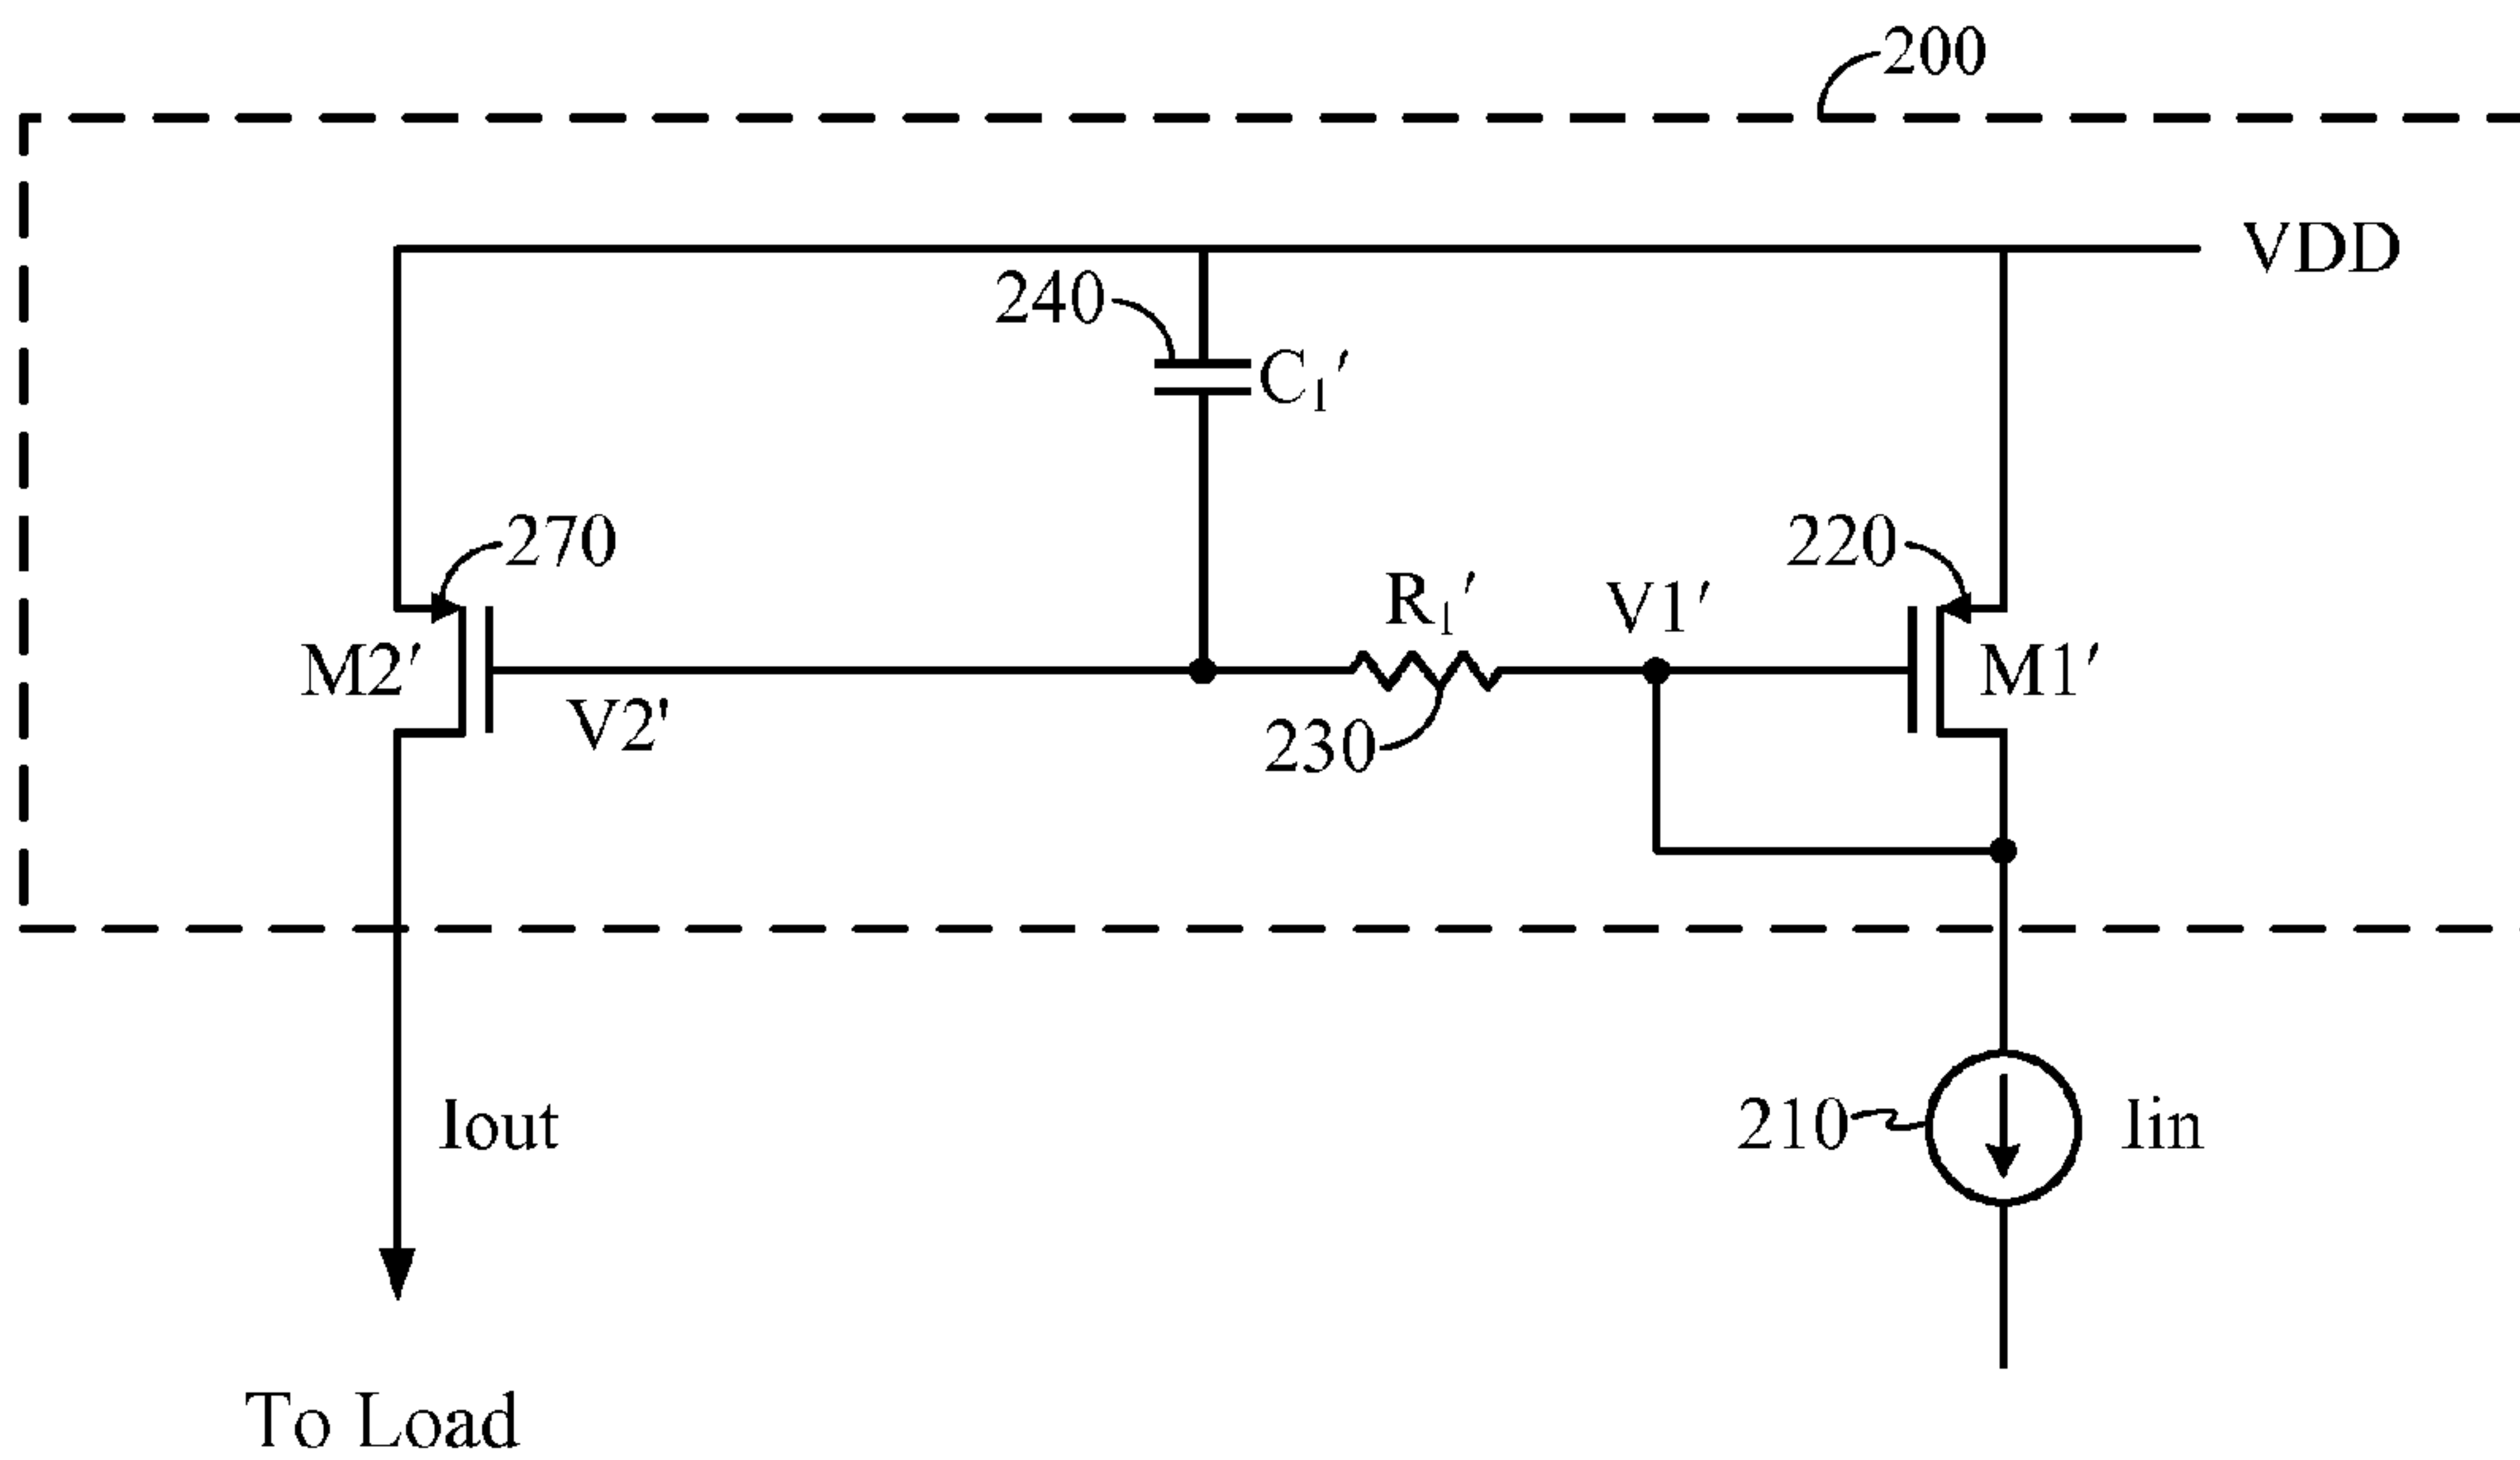 200
VDD
240
C₁′
270
220
R₁′
V1′
M2′
M1′
V2'
230
Iout
210
Iin
To Load